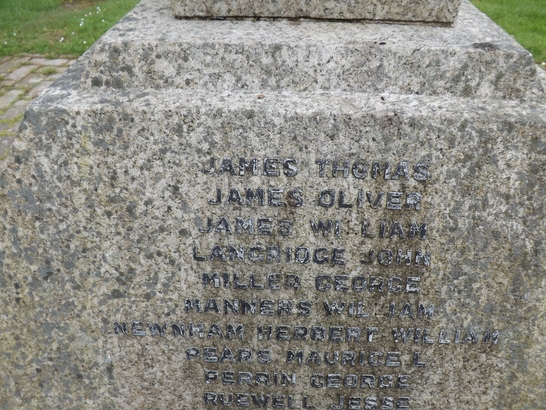 JAMES THOMAS
JAMES OLIVER
JAMES WILLIAM
LANGRIDGE JOHN
MILLER GEORGE
MANNERS WILLIAM
NEWNHAM HERBERT WILLIAM
PEARS MAURICE L
PERRIN GEORGE
RUEWELL JESSE